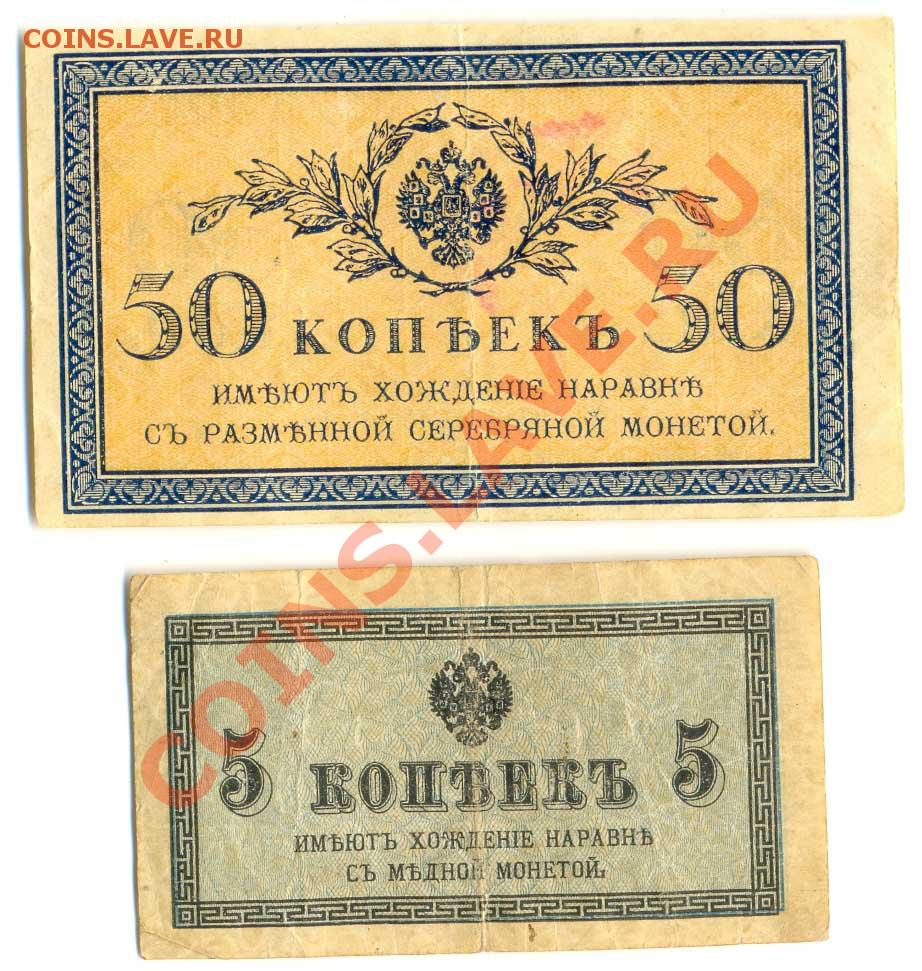 COINS.LAVE.RU
50 КОПѢЕКЪ 50
ИМѢЮТЪ ХОЖДЕНІЕ НАРАВНѢ
СЪ РАЗМѢННОЙ СЕРЕБРЯНОЙ МОНЕТОЙ.
COINS.LAVE.RU
5 КОПѢЕКЪ 5
ИМѢЮТЪ ХОЖДЕНІЕ НАРАВНѢ
СЪ МѢДНОЙ МОНЕТОЙ.